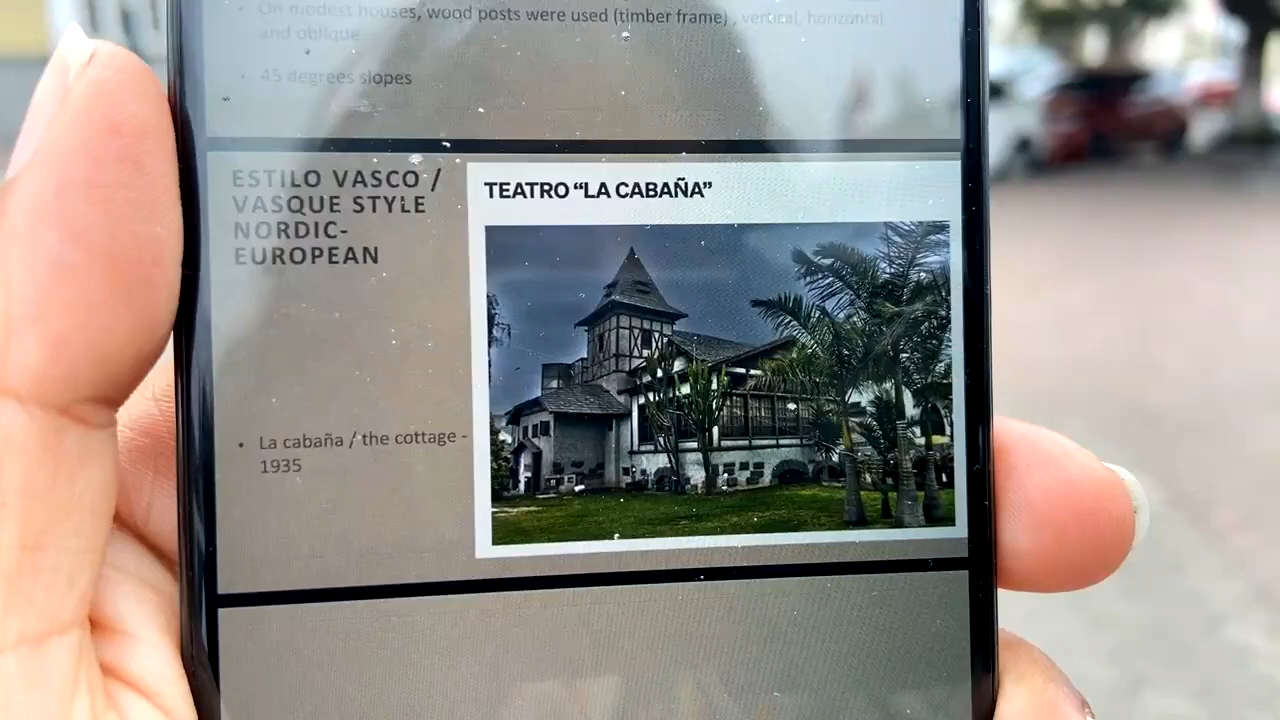 • On modest houses, wood posts were used (timber frame) , vertical, horizontal
and oblique
• 45 degrees slopes
ESTILO VASCO /
VASQUE STYLE
NORDIC-
EUROPEAN
TEATRO “LA CABAÑA”
• La cabaña / the cottage -
1935